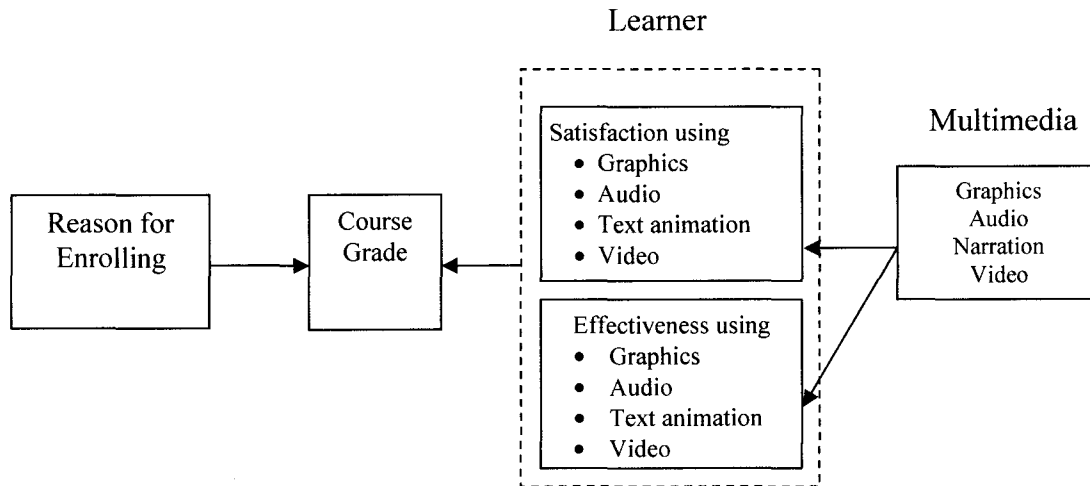 Learner
Multimedia
Reason for
Enrolling
Course
Grade
Satisfaction using
• Graphics
• Audio
• Text animation
• Video
Effectiveness using
• Graphics
• Audio
• Text animation
• Video
Graphics
Audio
Narration
Video